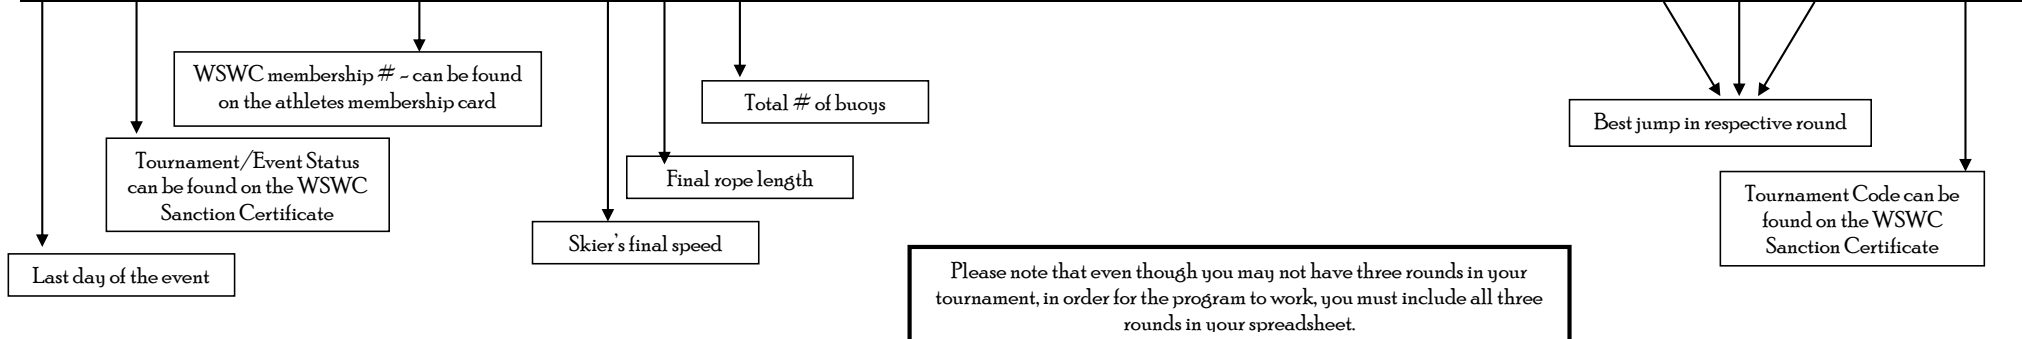 WSWC membership # ~ can be found
on the athletes membership card
Total # of buoys
Best jump in respective round
Tournament/Event Status
can be found on the WSWC
Sanction Certificate
Final rope length
Tournament Code can be
found on the WSWC
Sanction Certificate
Skier's final speed
Last day of the event
Please note that even though you may not have three rounds in your
tournament, in order for the program to work, you must include all three
rounds in your spreadsheet.